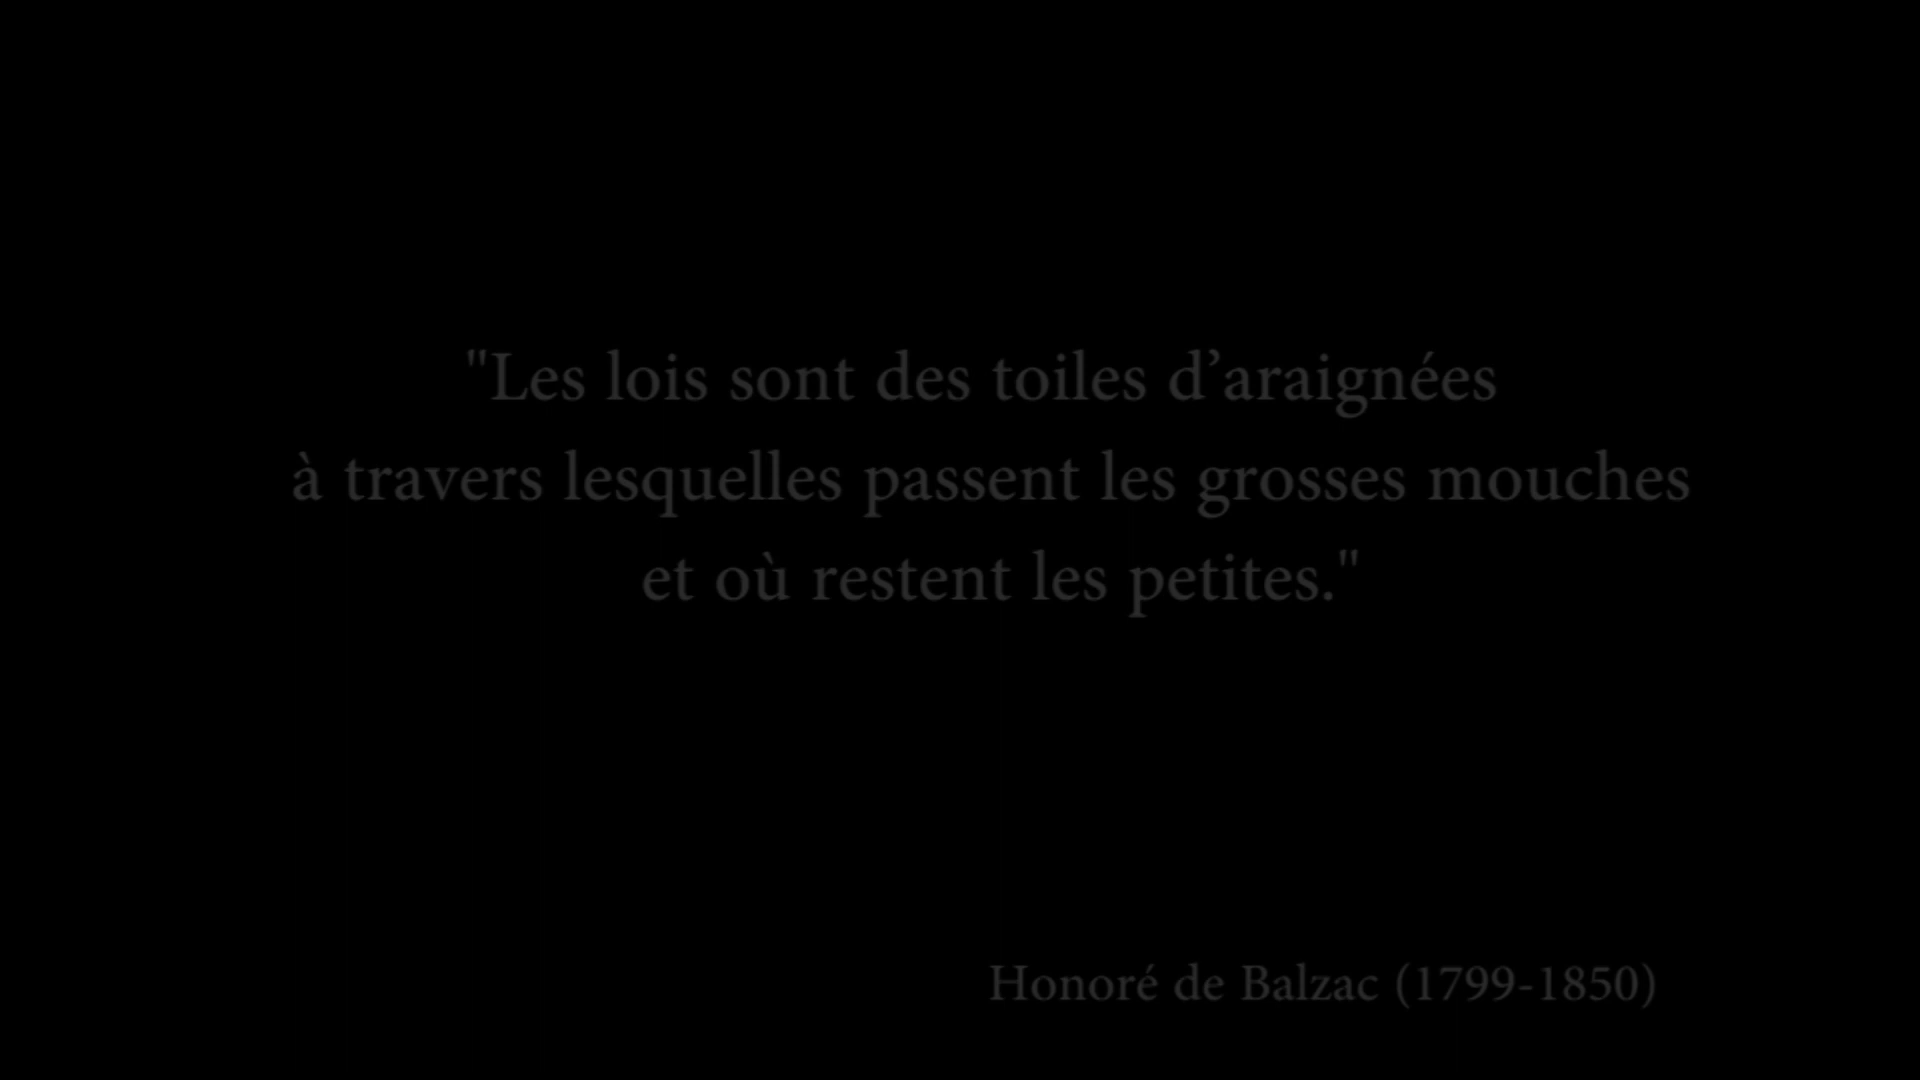 "Les lois sont des toiles d’araignées
à travers lesquelles passent les grosses mouches
et où restent les petites."
Honoré de Balzac (1799-1850)